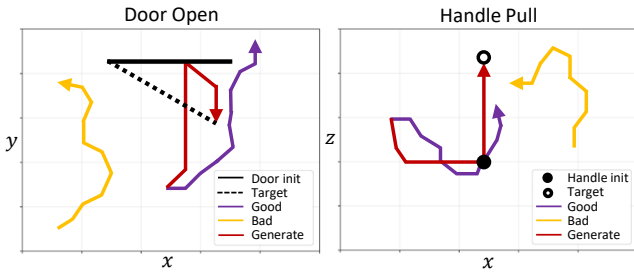 Door Open
y
x
Door init
Target
Good
Bad
Generate
Handle Pull
z
x
Handle init
Target
Good
Bad
Generate